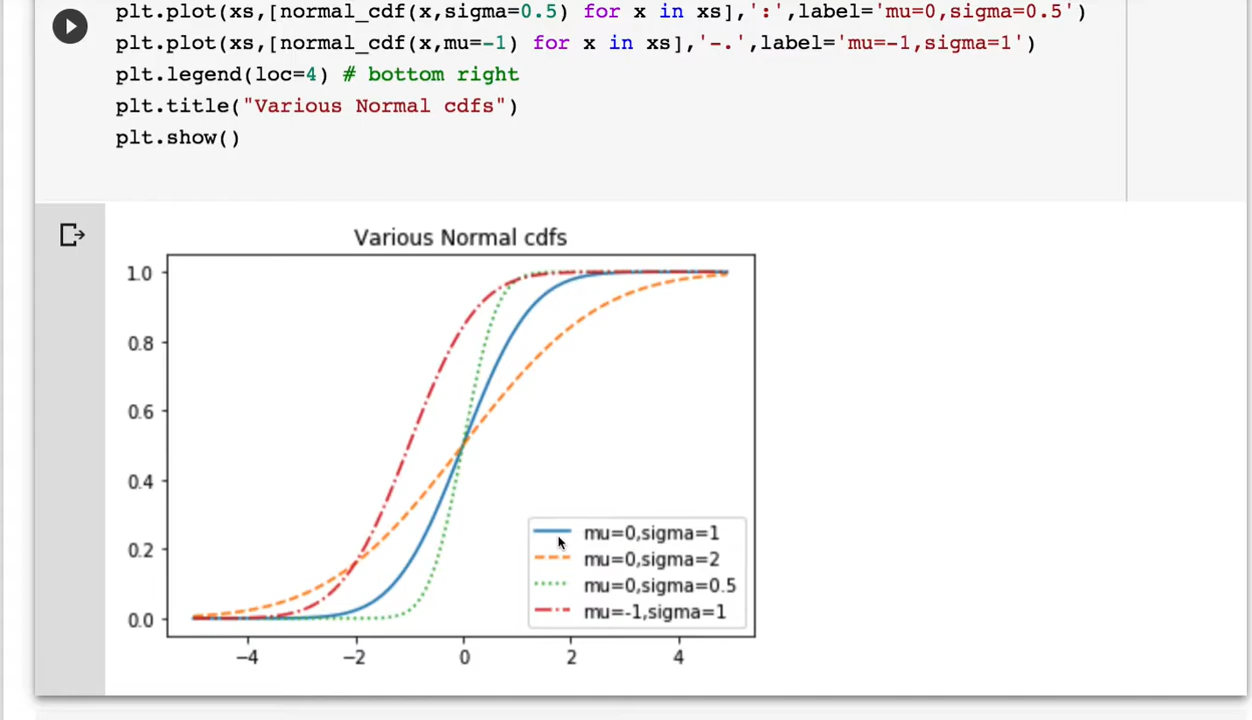 plt.plot(xs,[normal_cdf(x,sigma=0.5) for x in xs],':',label='mu=0,sigma=0.5')
plt.plot(xs,[normal_cdf(x,mu=-1) for x in xs],'-.',label='mu=-1,sigma=1')
plt.legend(loc=4) # bottom right
plt.title("Various Normal cdfs")
plt.show()
Various Normal cdfs
1.0
0.8
0.6
0.4
0.2
0.0
mu=0,sigma=1
mu=0,sigma=2
mu=0,sigma=0.5
mu=-1,sigma=1
−4 −2 0 2 4